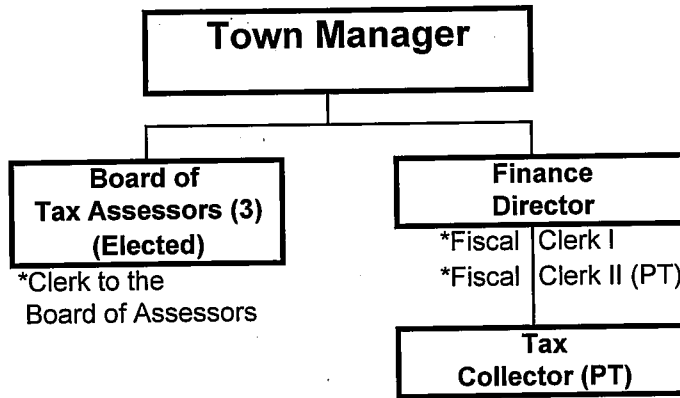 Town Manager
Board of
Tax Assessors (3)
(Elected)
*Clerk to the
Board of Assessors
Finance
Director
*Fiscal Clerk I
*Fiscal Clerk II (PT)
Tax
Collector (PT)